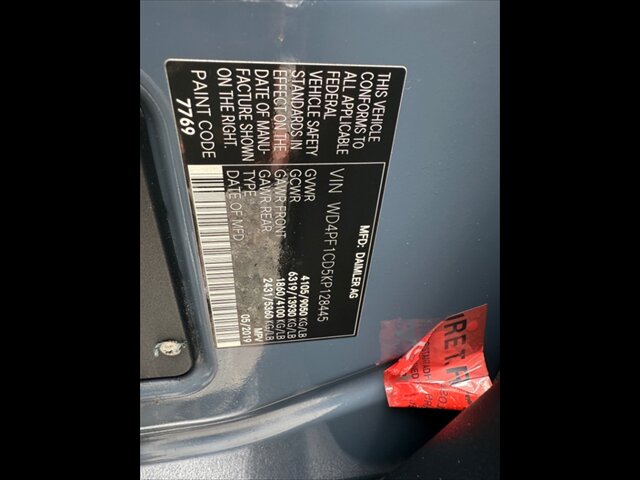 MFD: DAIMLER AG
VIN WD4PF1CD5KP128445
GVWR 4105/9050 KG/LB
GCWR 6319/13930 KG/LB
GAWR FRONT 1860/4100 KG/LB
GAWR REAR 2431/5360 KG/LB
TYPE MPV
DATE OF MFD. 05/2019
THIS VEHICLE
CONFORMS TO
ALL APPLICABLE
FEDERAL
VEHICLE SAFETY
STANDARDS IN
EFFECT ON THE
DATE OF MANU-
FACTURE SHOWN
ON THE RIGHT.
PAINT CODE
7769